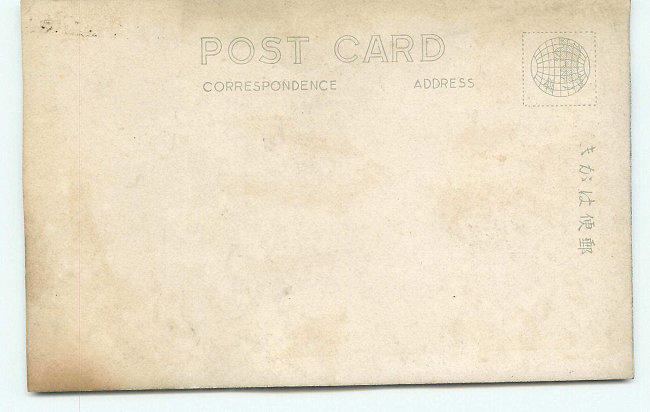 POST CARD
CORRESPONDENCE ADDRESS
きがは便郵